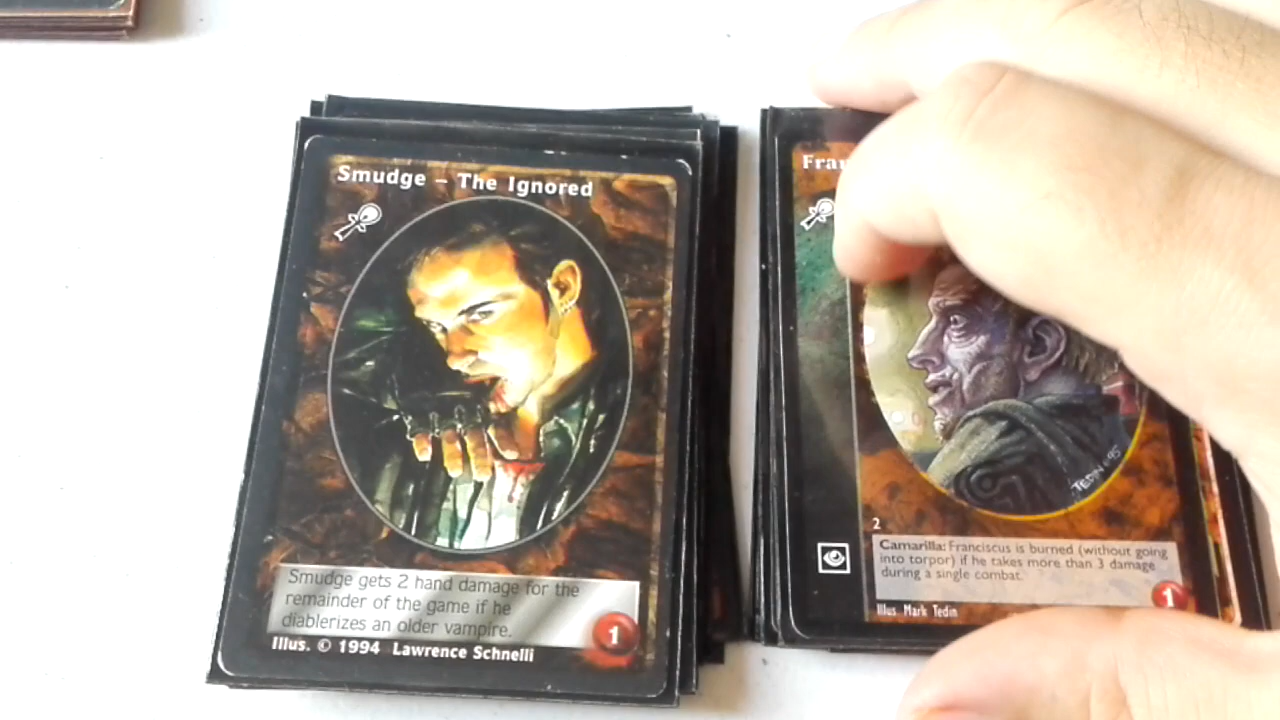 Smudge – The Ignored
Smudge gets 2 hand damage for the
remainder of the game if he
diablerizes an older vampire.
1
Illus. © 1994 Lawrence Schnelli
TEDIN 95
2
Camarilla: Franciscus is burned (without going
into torpor) if he takes more than 3 damage
during a single combat.
1
Illus Mark Tedin